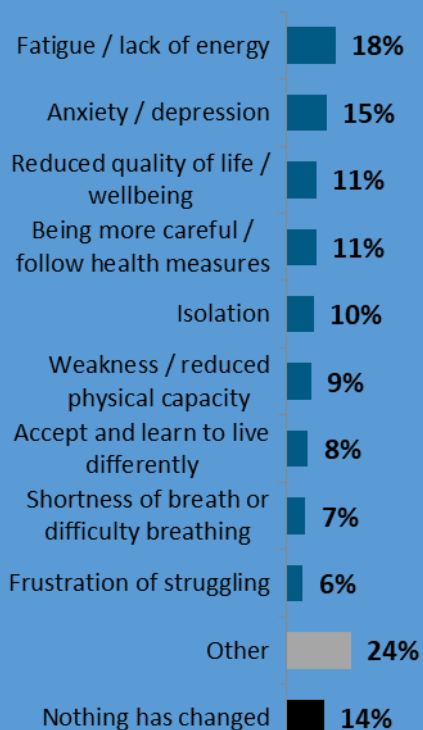 Fatigue / lack of energy 18%
Anxiety / depression 15%
Reduced quality of life /
wellbeing 11%
Being more careful /
follow health measures 11%
Isolation 10%
Weakness / reduced
physical capacity 9%
Accept and learn to live
differently 8%
Shortness of breath or
difficulty breathing 7%
Frustration of struggling 6%
Other 24%
Nothing has changed 14%